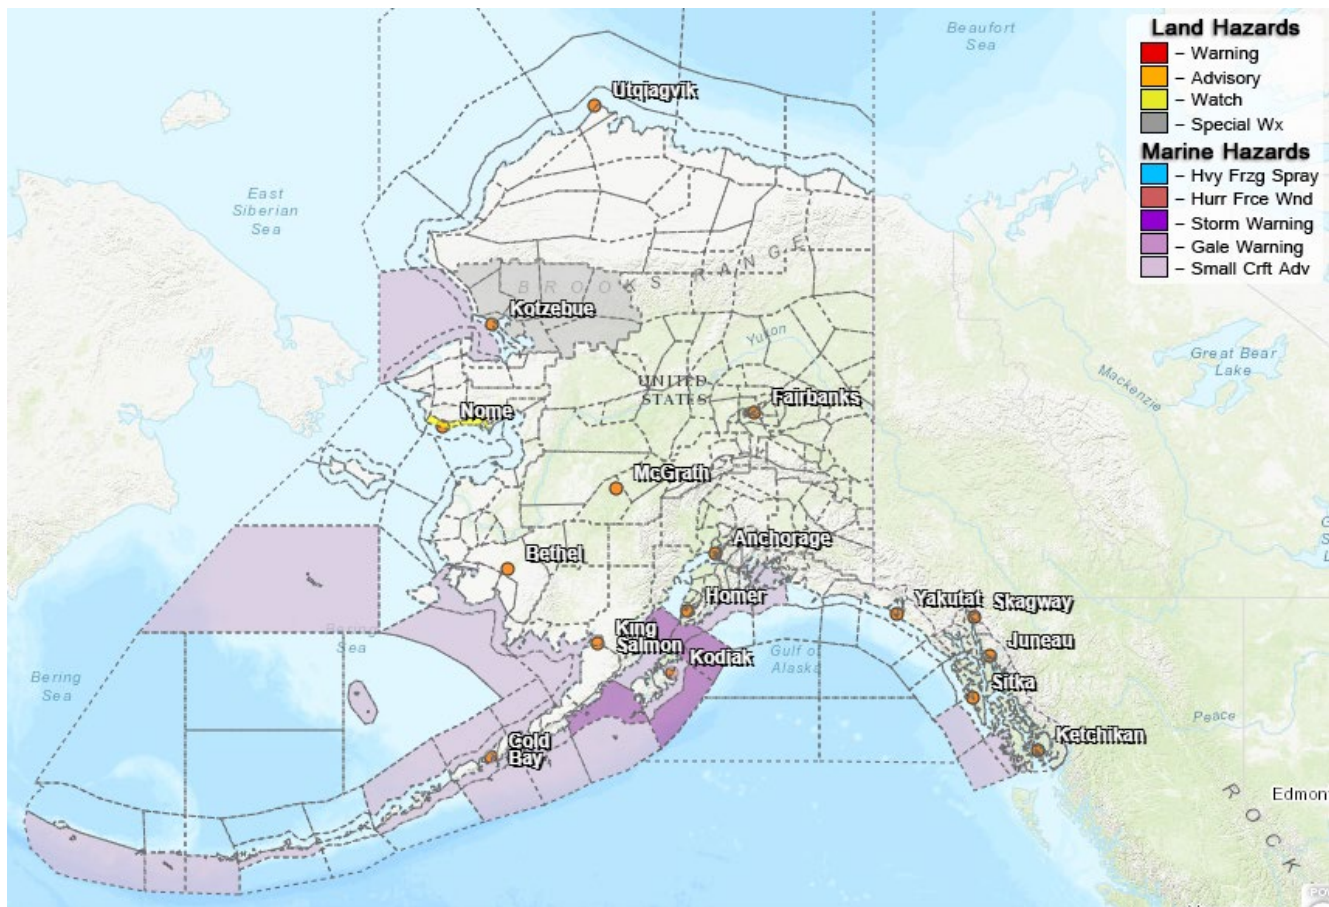 Beaufort
Sea
Land Hazards
– Warning
– Advisory
– Watch
– Special Wx
Marine Hazards
– Hvy Frzg Spray
– Hurr Frce Wnd
– Storm Warning
– Gale Warning
– Small Crft Adv
Utqiagvik
East
Siberian
Sea
BROOKS RANGE
Kotzebue
Yukon
Great Bear
Lake
Mackenzie
UNITED
STATES
Fairbanks
Nome
McGrath
Anchorage
Bethel
Homer
Yakutat
Skagway
King
Salmon
Juneau
Bering
Sea
Kodiak
Gulf of
Alaska
Bering
Sea
Sitka
Peace
Ketchikan
Cold
Bay
Edmon
ROCK